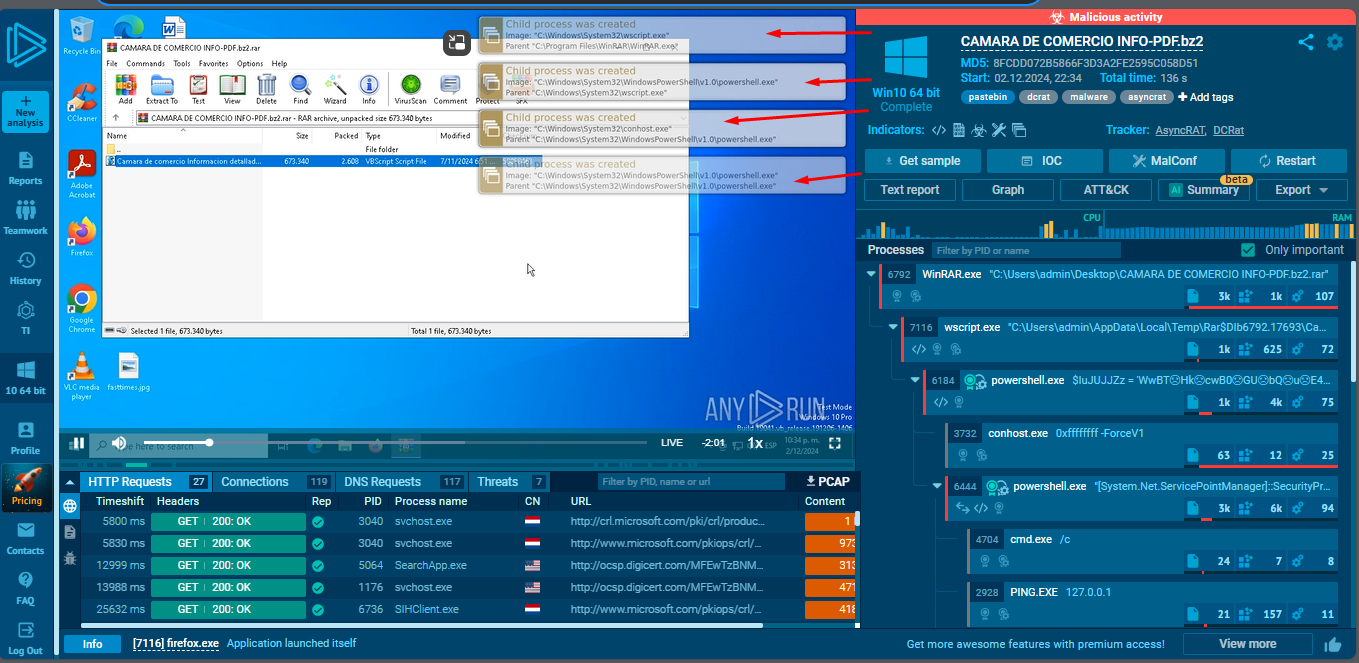 New
analysis
Reports
Teamwork
History
TI
10 64 bit
Profile
Pricing
Contacts
FAQ
Log Out
Recycle Bin
CCleaner
Adobe
Acrobat
Firefox
Google
Chrome
VLC media
player
fasttimes.jpg
CAMARA DE COMERCIO INFO-PDF.bz2.rar
File Commands Tools Favorites Options Help
Add Extract To Test View Delete Find Wizard Info VirusScan Comment Protect SFX
CAMARA DE COMERCIO INFO-PDF.bz2.rar - RAR archive, unpacked size 673.340 bytes
Name Size Packed Type Modified
..
File folder
Camara de comercio Informacion detallad... 673.340 2.608 VBScript Script File 7/11/2024 6:51...
Selected 1 file, 673.340 bytes Total 1 file, 673.340 bytes
Child process was created
Image: "C:\Windows\System32\wscript.exe"
Parent "C:\Program Files\WinRAR\WinRAR.exe"
Child process was created
Image: "C:\Windows\System32\WindowsPowerShell\v1.0\powershell.exe"
Parent "C:\Windows\System32\wscript.exe"
Child process was created
Image: "C:\Windows\System32\conhost.exe"
Parent "C:\Windows\System32\WindowsPowerShell\v1.0\powershell.exe"
Child process was created
Image: "C:\Windows\System32\WindowsPowerShell\v1.0\powershell.exe"
Parent "C:\Windows\System32\WindowsPowerShell\v1.0\powershell.exe"
ANY RUN
Test Mode
Windows 10 Pro
Build 19041.vb_release.191206-1406
here to search
LIVE -2:01 1x
ESP
10:34 p. m.
2/12/2024
HTTP Requests 27 Connections 119 DNS Requests 117 Threats 7 Filter by PID, name or url PCAP
Timeshift Headers Rep PID Process name CN URL Content
5800 ms GET 200: OK 3040 svchost.exe http://crl.microsoft.com/pki/crl/produc... 1
5830 ms GET 200: OK 3040 svchost.exe http://www.microsoft.com/pkiops/crl/... 973
12999 ms GET 200: OK 5064 SearchApp.exe http://ocsp.digicert.com/MFEwTzBNM... 313
13988 ms GET 200: OK 1176 svchost.exe http://ocsp.digicert.com/MFEwTzBNM... 471
25632 ms GET 200: OK 6736 SIHClient.exe http://www.microsoft.com/pkiops/crl/... 418
Info [7116] firefox.exe Application launched itself
Malicious activity
CAMARA DE COMERCIO INFO-PDF.bz2
MD5: 8FCDD072B5866F3D3A2FE2595C058D51
Start: 02.12.2024, 22:34 Total time: 136 s
Win10 64 bit
Complete
pastebin dcrat malware asyncrat Add tags
Indicators: Tracker: AsyncRAT, DCRat
Get sample IOC MalConf Restart
Text report Graph ATT&CK AI Summary beta Export
CPU RAM
Processes Filter by PID or name Only important
6792 WinRAR.exe "C:\Users\admin\Desktop\CAMARA DE COMERCIO INFO-PDF.bz2.rar"
3k 1k 107
7116 wscript.exe "C:\Users\admin\AppData\Local\Temp\Rar$DIb6792.17693\Ca...
1k 625 72
6184 powershell.exe $IuJUJJZz = 'WwBT☹Hk☹cwB0☹GU☹bQ☹u☹E4...
1k 4k 75
3732 conhost.exe 0xffffffff -ForceV1
63 12 25
6444 powershell.exe "[System.Net.ServicePointManager]::SecurityPr...
3k 6k 94
4704 cmd.exe /c
24 7 8
2928 PING.EXE 127.0.0.1
21 157 11
Get more awesome features with premium access! View more